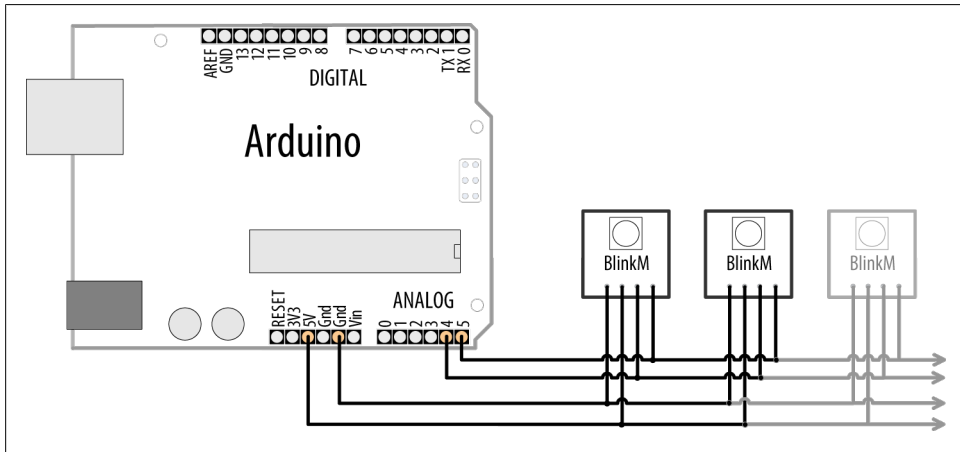 AREF GND 13 12 11 10 9 8 7 6 5 4 3 2 TX 1 RX 0
DIGITAL
Arduino
BlinkM BlinkM BlinkM
ANALOG
RESET 3V3 5V Gnd Gnd Vin 0 1 2 3 4 5